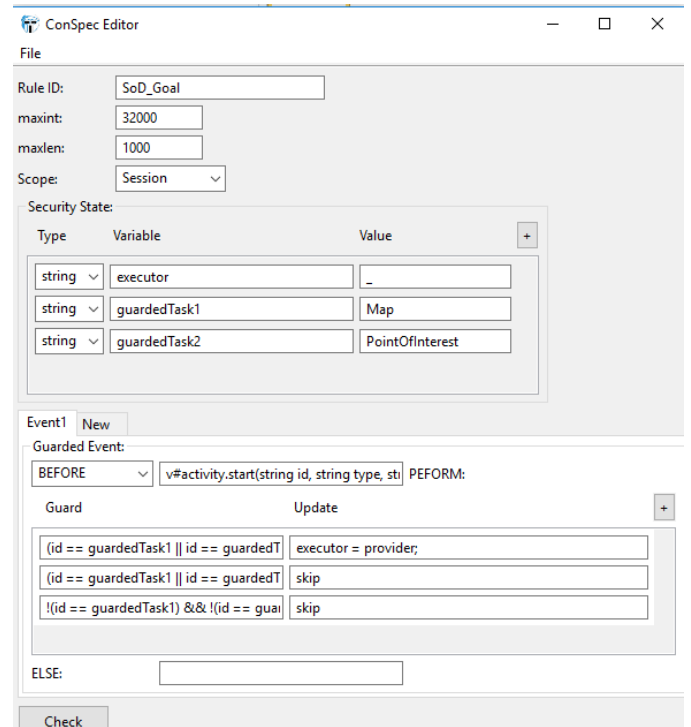 ConSpec Editor
File
Rule ID: SoD_Goal
maxint: 32000
maxlen: 1000
Scope: Session
Security State:
Type Variable Value +
string executor _
string guardedTask1 Map
string guardedTask2 PointOfInterest
Event1 New
Guarded Event:
BEFORE v#activity.start(string id, string type, stri PEFORM:
Guard Update +
(id == guardedTask1 || id == guardedT executor = provider;
(id == guardedTask1 || id == guardedT skip
!(id == guardedTask1) && !(id == guar skip
ELSE:
Check